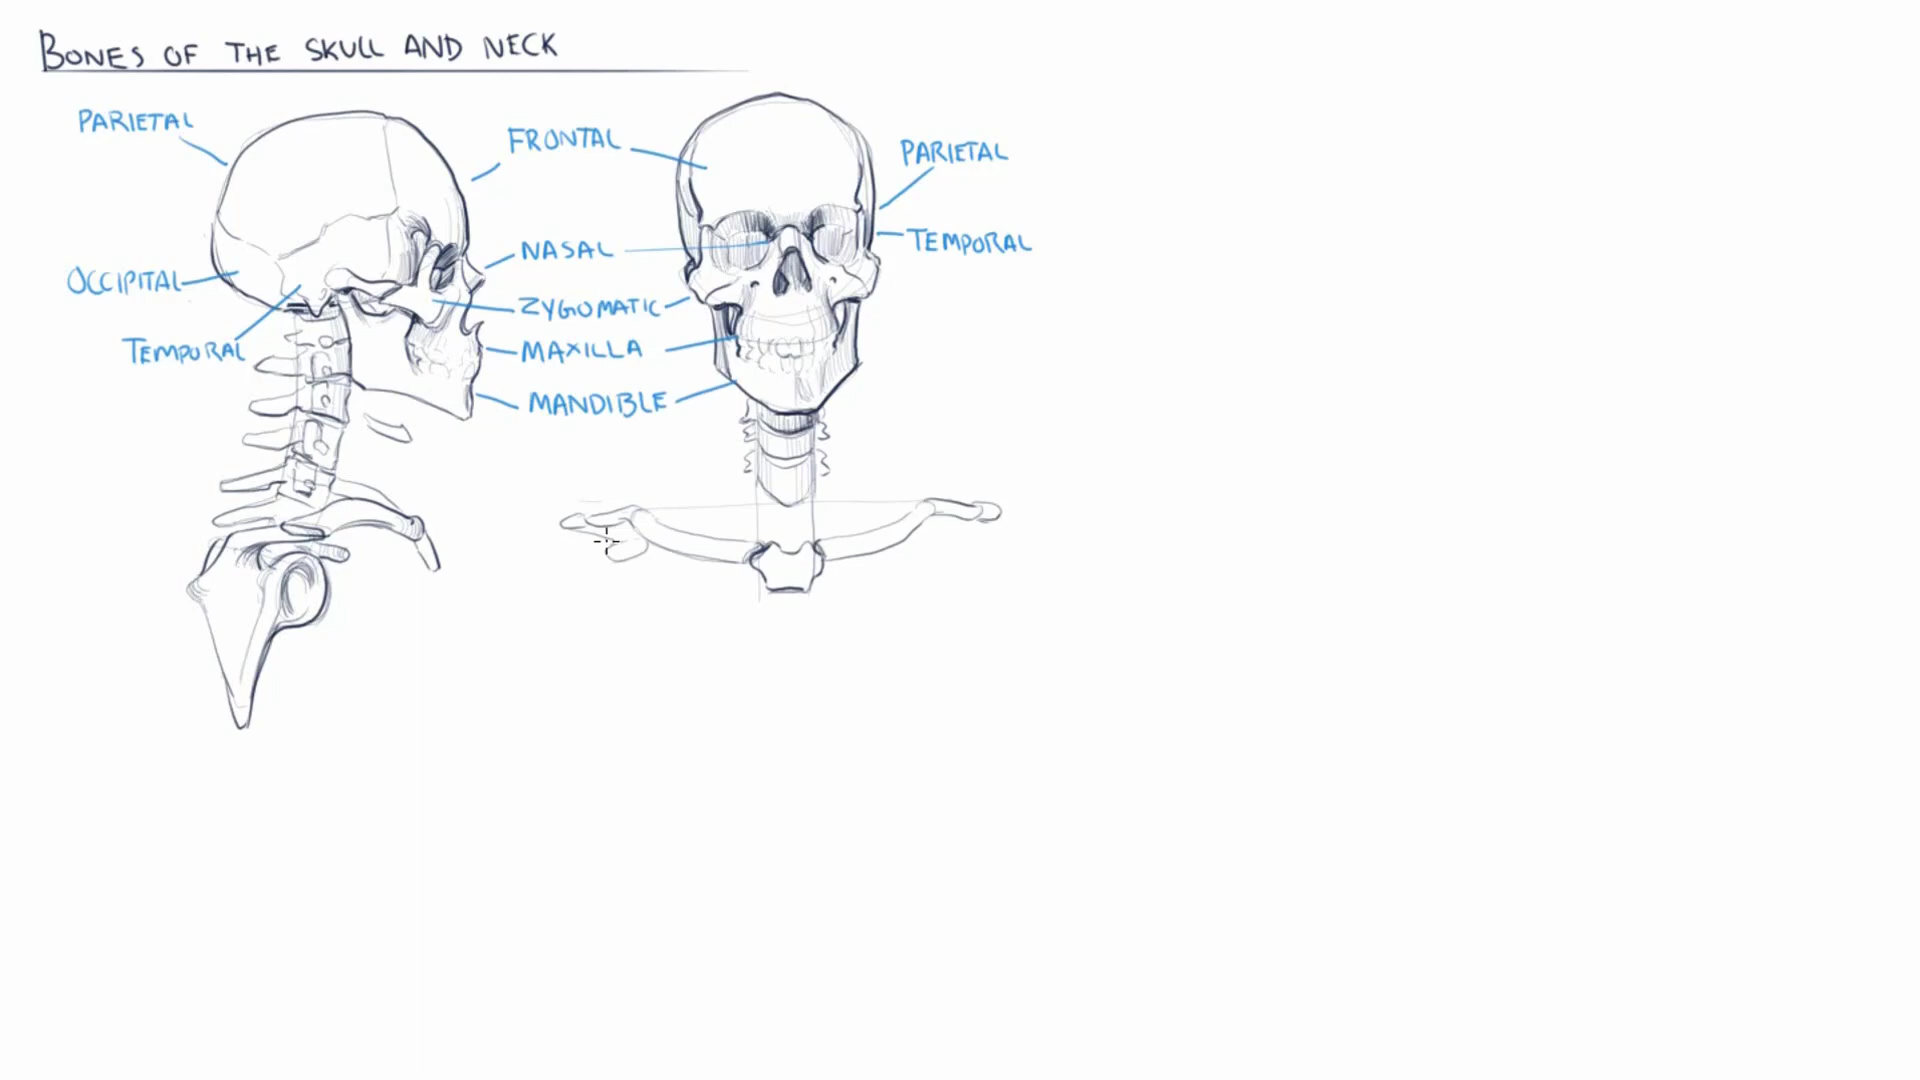 BONES OF THE SKULL AND NECK
PARIETAL
FRONTAL
PARIETAL
TEMPORAL
NASAL
OCCIPITAL
ZYGOMATIC
TEMPORAL
MAXILLA
MANDIBLE